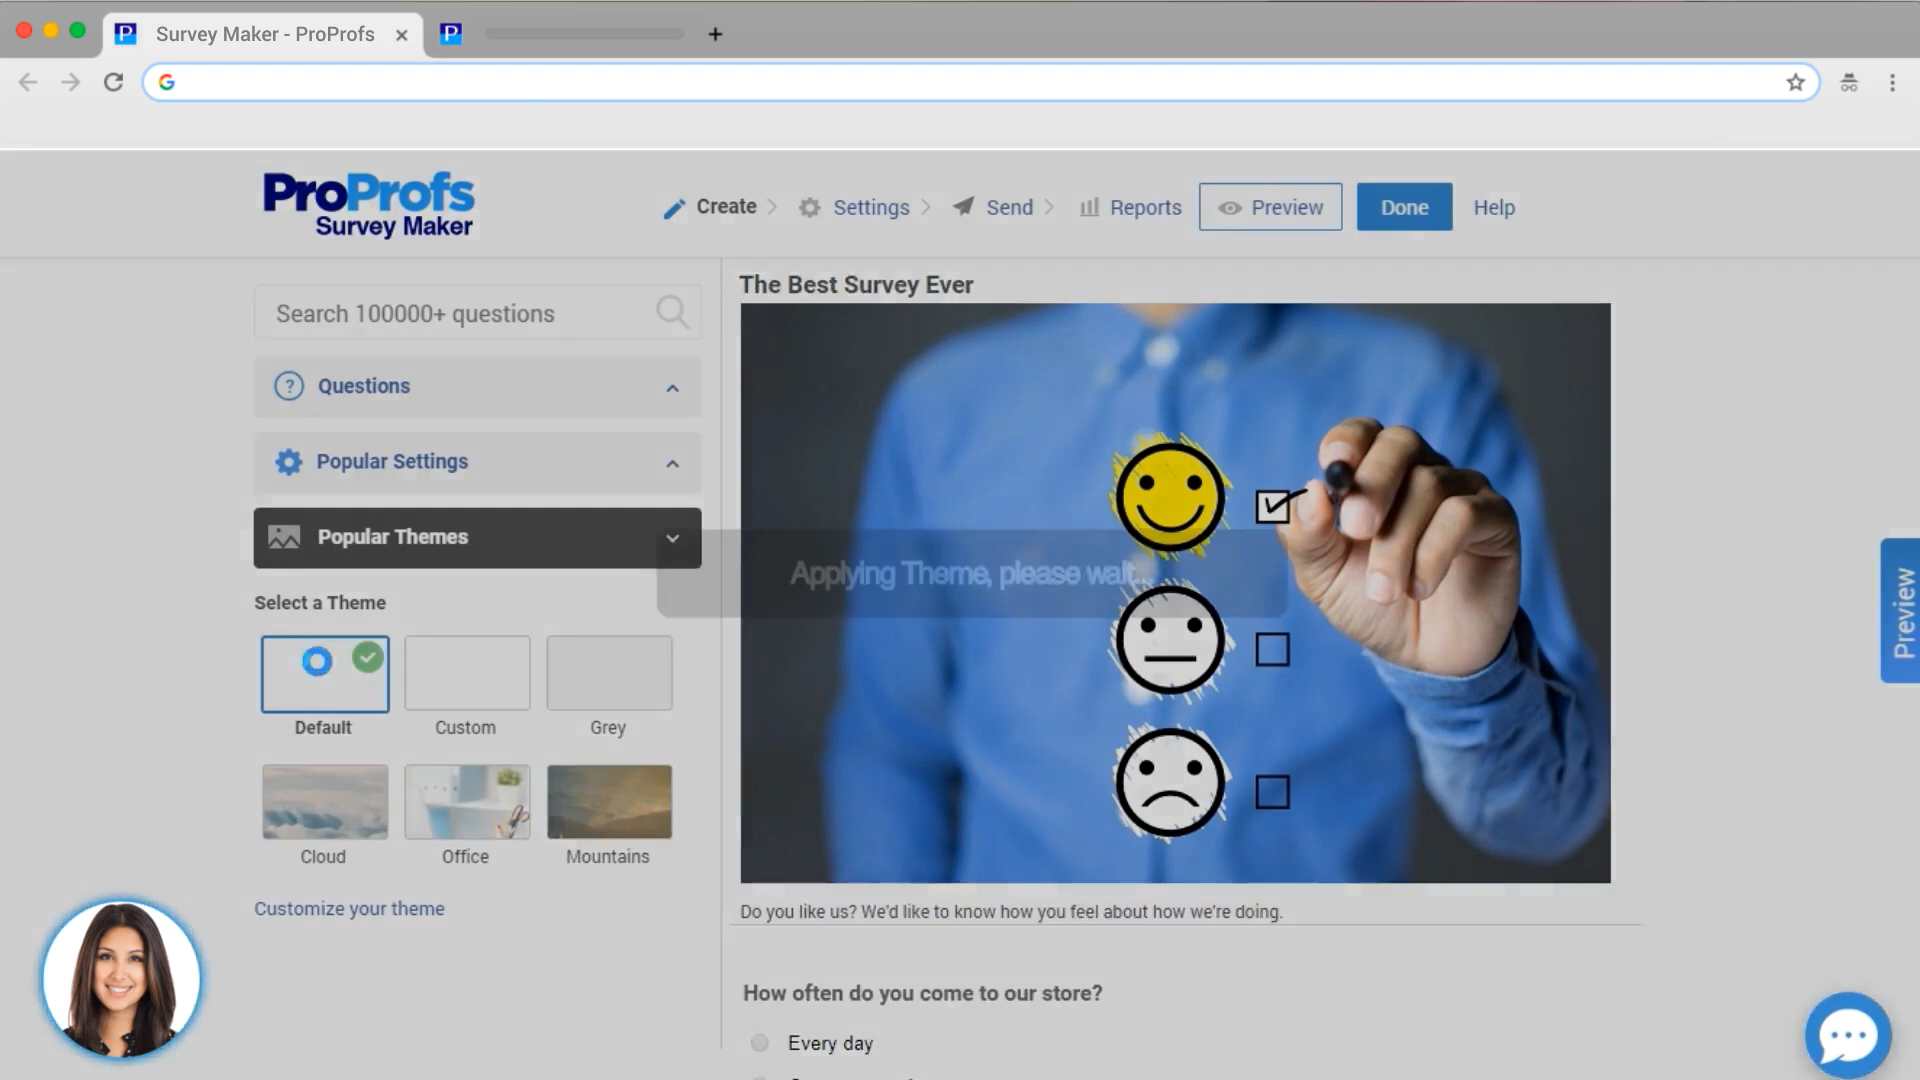 Survey Maker - ProProfs
ProProfs
Survey Maker
Create
Settings
Send
Reports
Preview
Done
Help
Search 100000+ questions
Questions
Popular Settings
Popular Themes
Select a Theme
Default
Custom
Grey
Cloud
Office
Mountains
Customize your theme
The Best Survey Ever
Applying Theme, please wait...
Do you like us? We'd like to know how you feel about how we're doing.
How often do you come to our store?
Every day
Preview